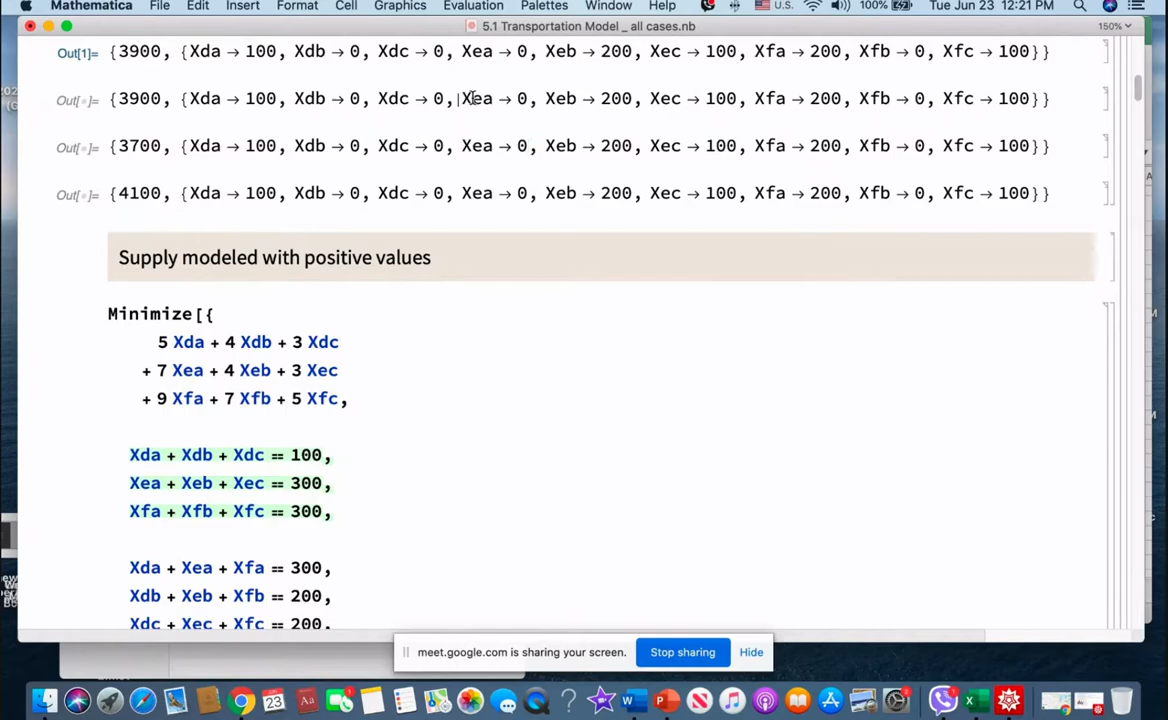 Mathematica File Edit Insert Format Cell Graphics Evaluation Palettes Window Help U.S. 100% Tue Jun 23 12:21 PM
5.1 Transportation Model _ all cases.nb 150%
Out[1]= {3900, {Xda → 100, Xdb → 0, Xdc → 0, Xea → 0, Xeb → 200, Xec → 100, Xfa → 200, Xfb → 0, Xfc → 100}}
Out[∘]= {3900, {Xda → 100, Xdb → 0, Xdc → 0, Xea → 0, Xeb → 200, Xec → 100, Xfa → 200, Xfb → 0, Xfc → 100}}
Out[∘]= {3700, {Xda → 100, Xdb → 0, Xdc → 0, Xea → 0, Xeb → 200, Xec → 100, Xfa → 200, Xfb → 0, Xfc → 100}}
Out[∘]= {4100, {Xda → 100, Xdb → 0, Xdc → 0, Xea → 0, Xeb → 200, Xec → 100, Xfa → 200, Xfb → 0, Xfc → 100}}
Supply modeled with positive values
Minimize[{
5 Xda + 4 Xdb + 3 Xdc
+ 7 Xea + 4 Xeb + 3 Xec
+ 9 Xfa + 7 Xfb + 5 Xfc,
Xda + Xdb + Xdc == 100,
Xea + Xeb + Xec == 300,
Xfa + Xfb + Xfc == 300,
Xda + Xea + Xfa == 300,
Xdb + Xeb + Xfb == 200,
Xdc + Xec + Xfc == 200,
meet.google.com is sharing your screen. Stop sharing Hide